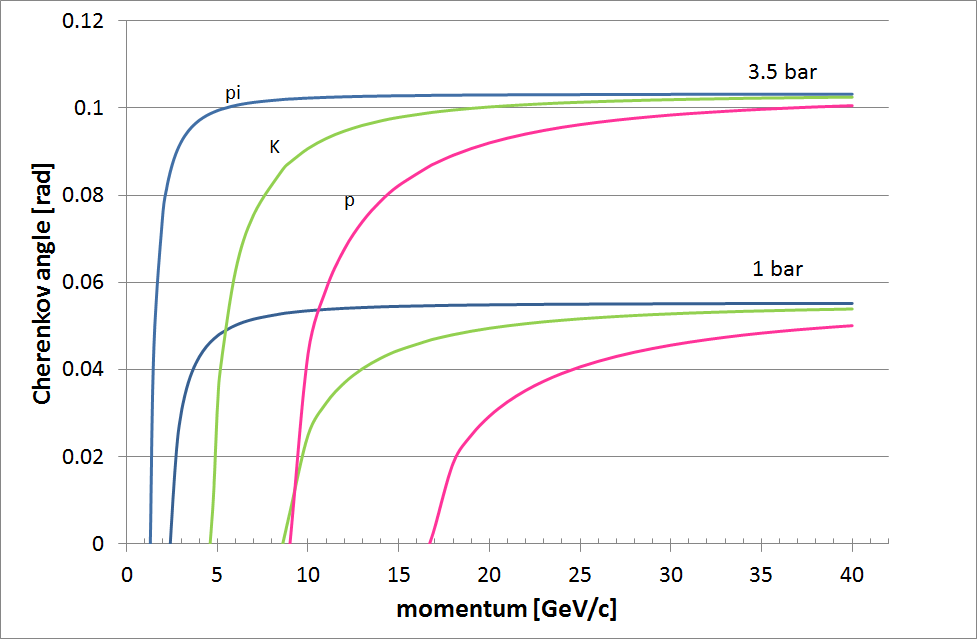 0.12
3.5 bar
pi
0.1
K
0.08
p
1 bar
0.06
0.04
0.02
0
Cherenkov angle [rad]
0 5 10 15 20 25 30 35 40
momentum [GeV/c]